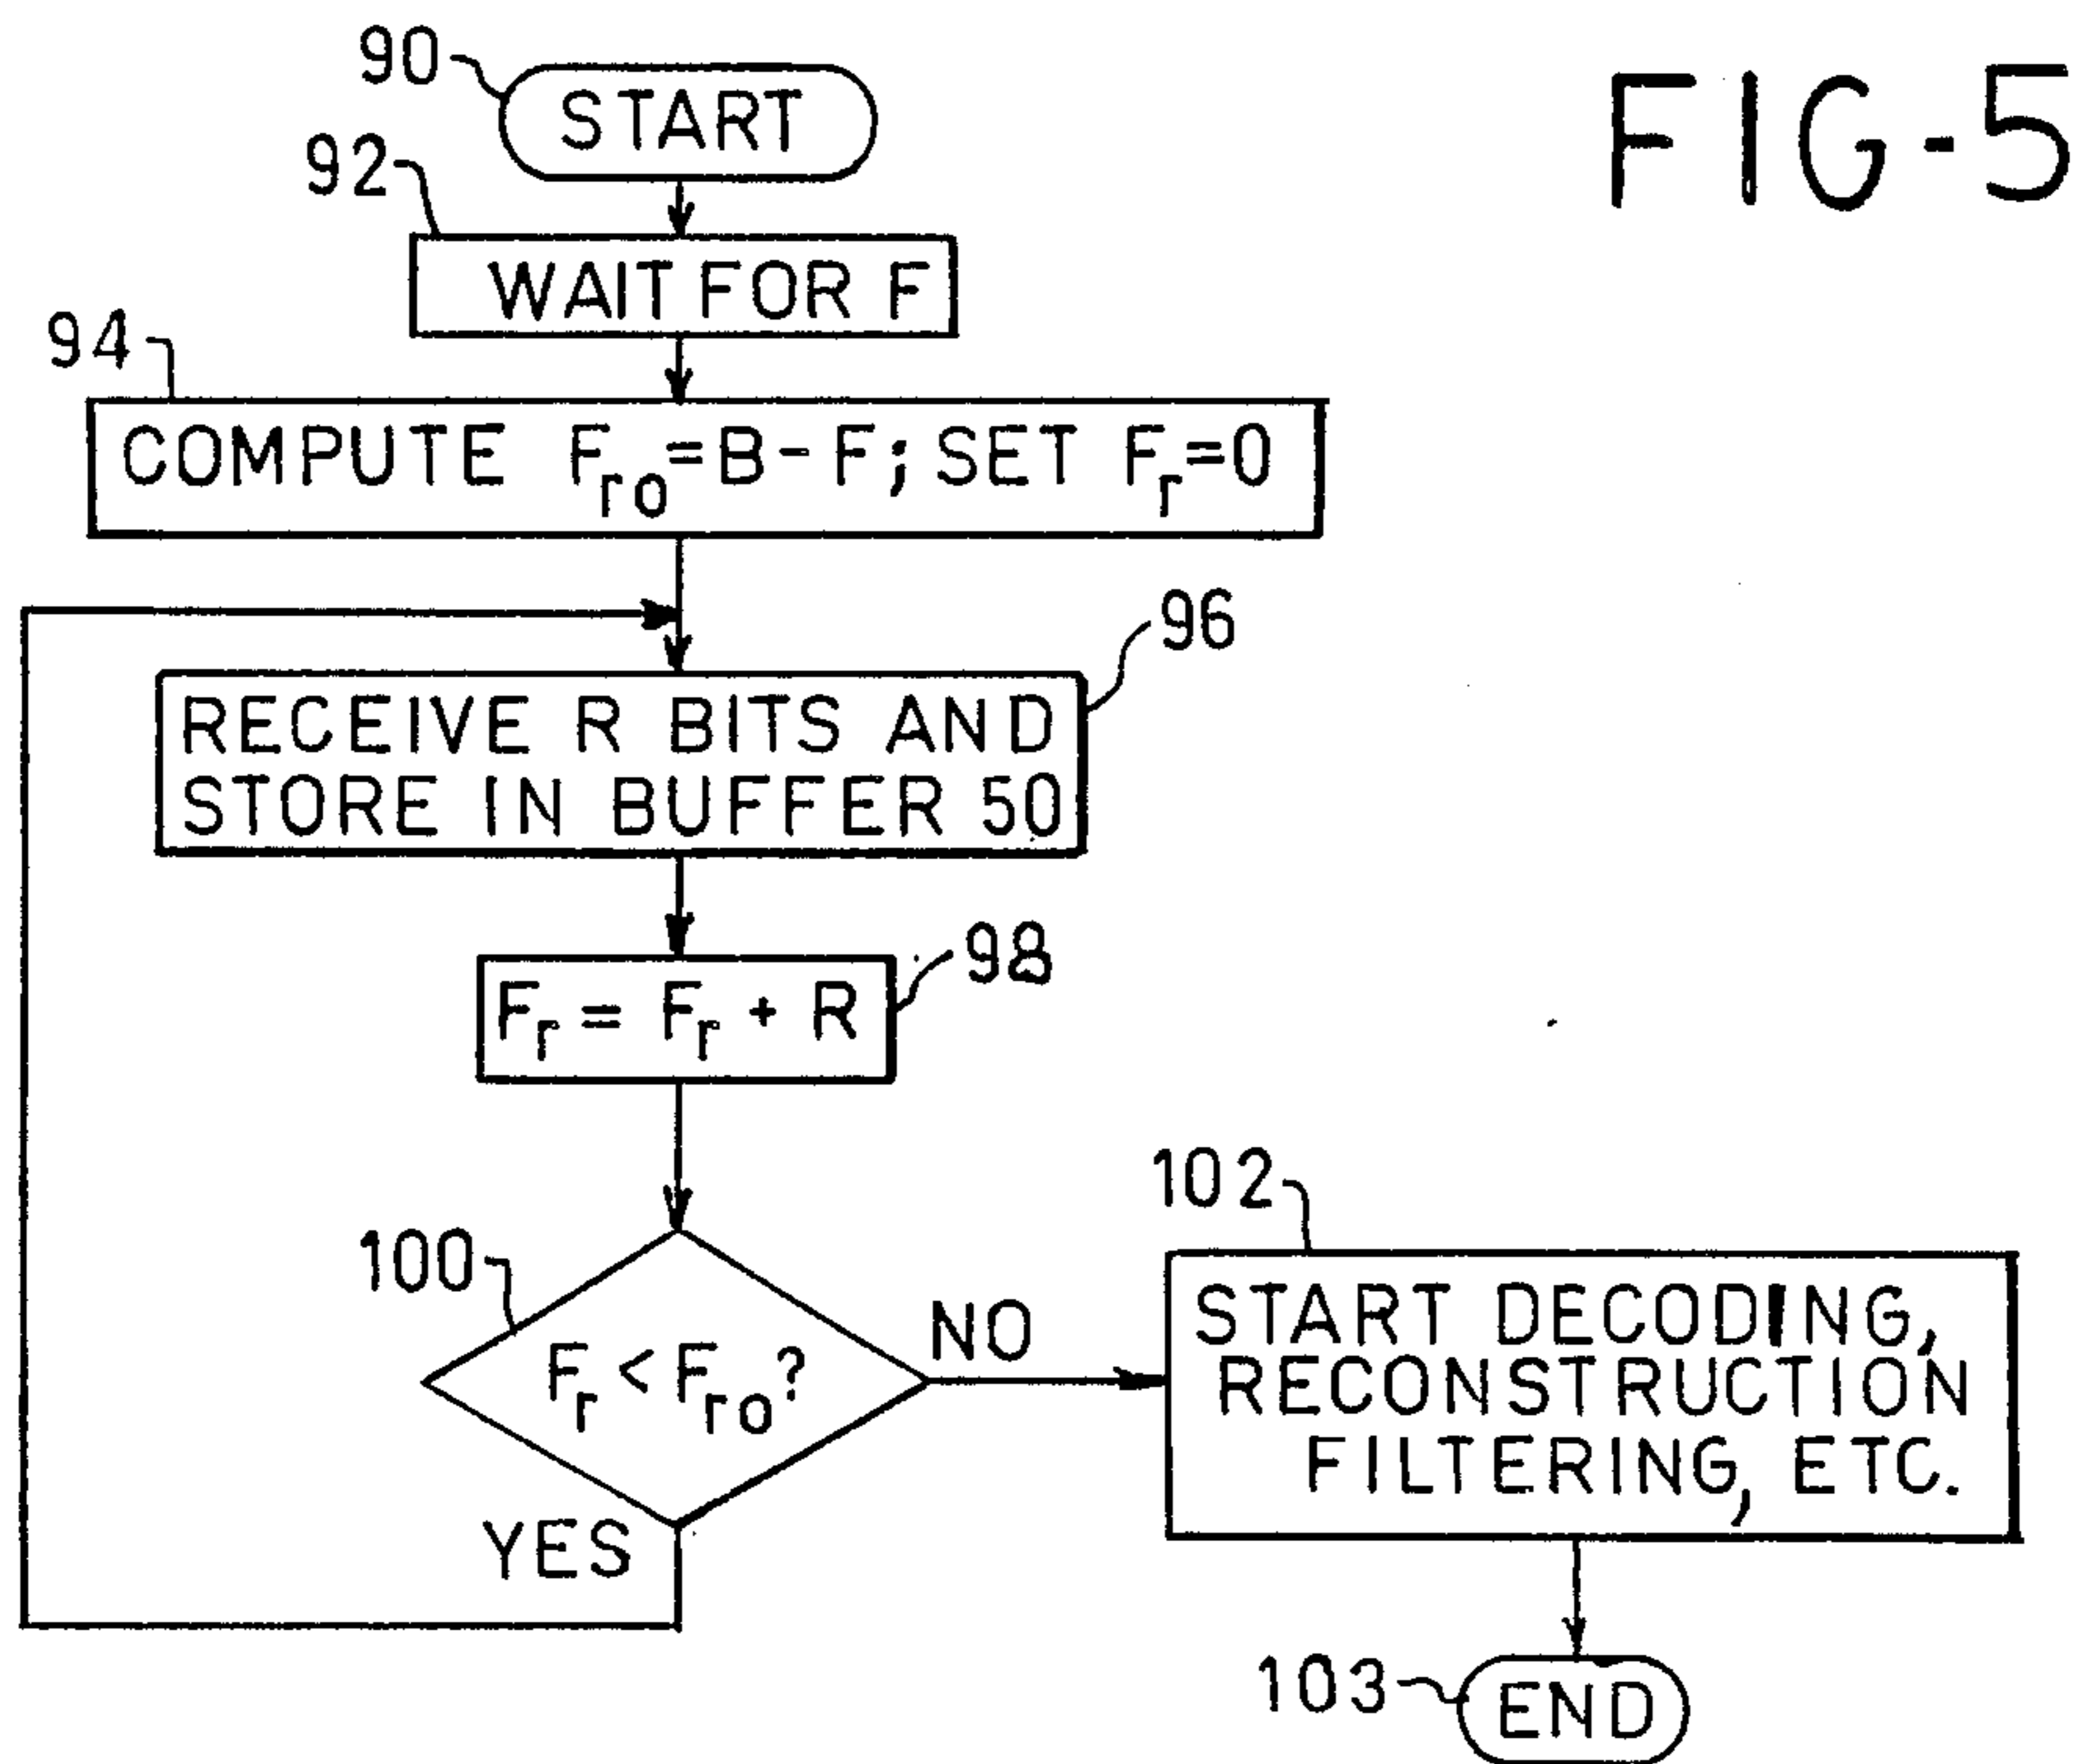 FIG-5
90
START
92
WAIT FOR F
94
COMPUTE Fro=B-F; SET Fr=0
96
RECEIVE R BITS AND
STORE IN BUFFER 50
98
Fr = Fr + R
100
Fr < Fro?
NO
YES
102
START DECODING,
RECONSTRUCTION
FILTERING, ETC.
103
END